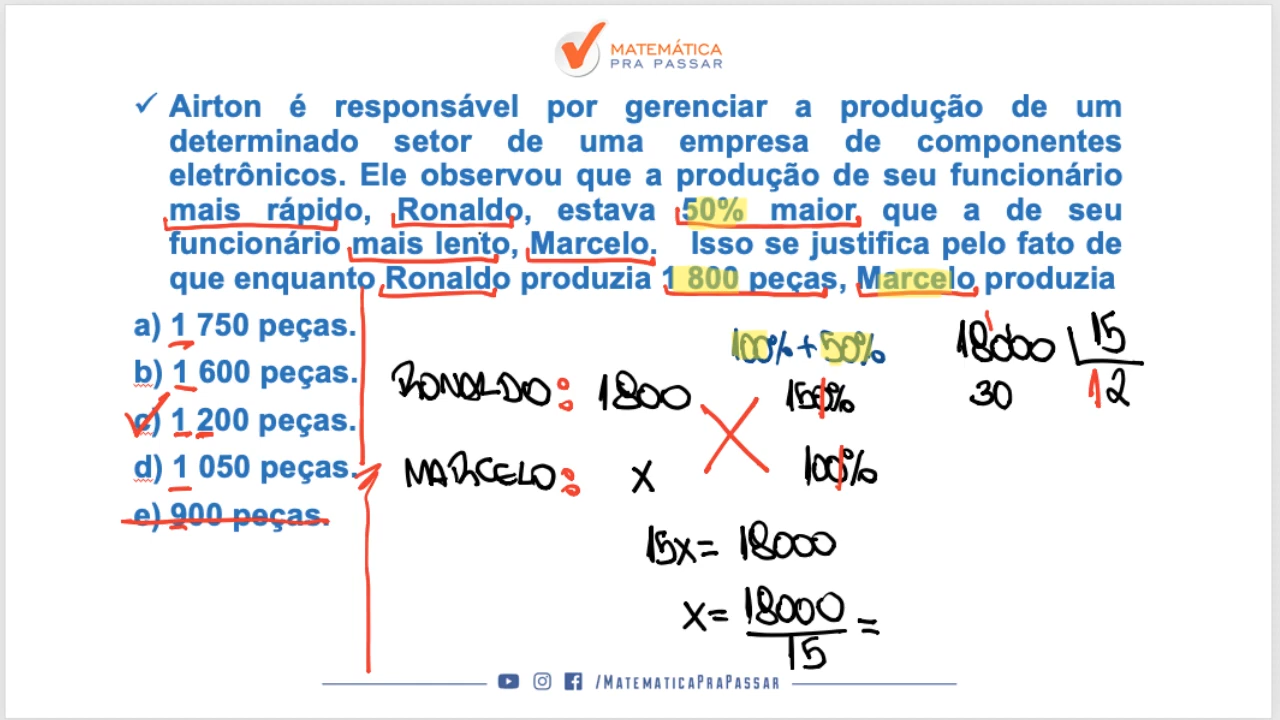 MATEMÁTICA
PRA PASSAR
✓ Airton é responsável por gerenciar a produção de um
determinado setor de uma empresa de componentes
eletrônicos. Ele observou que a produção de seu funcionário
mais rápido, Ronaldo, estava 50% maior que a de seu
funcionário mais lento, Marcelo. Isso se justifica pelo fato de
que enquanto Ronaldo produzia 1 800 peças, Marcelo produzia
a) 1 750 peças.
b) 1 600 peças.
c) 1 200 peças.
d) 1 050 peças.
e) 900 peças.
100% + 50%
RONALDO: 1800 150%
MARCELO: x 100%
15x = 18000
x = 18000/15 =
18000 15
30 12
/MATEMATICAPRAPASSAR